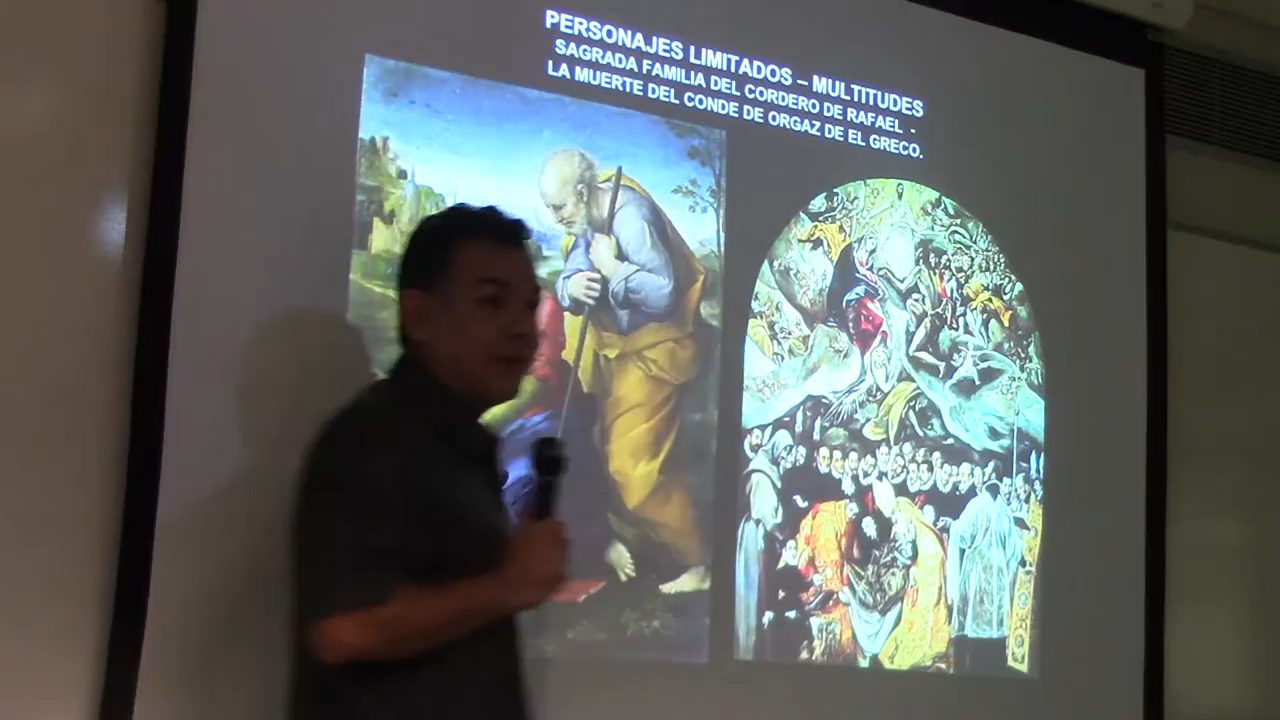 PERSONAJES LIMITADOS – MULTITUDES
SAGRADA FAMILIA DEL CORDERO DE RAFAEL -
LA MUERTE DEL CONDE DE ORGAZ DE EL GRECO.